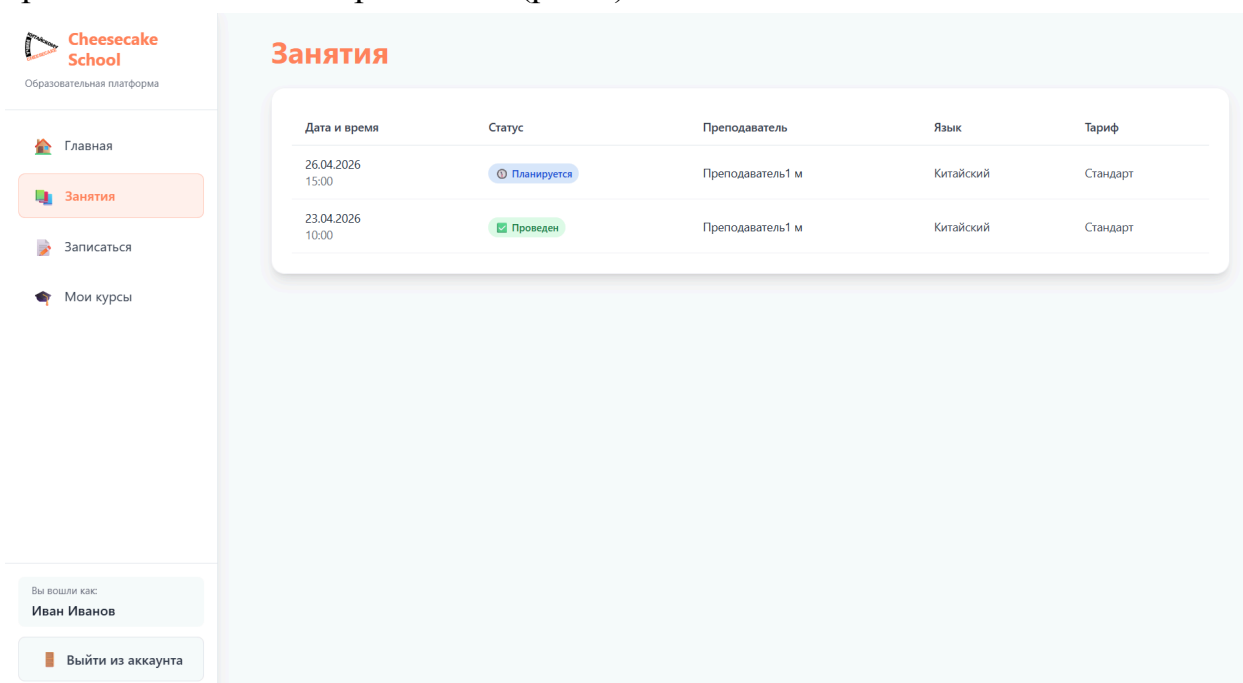 Cheesecake
School
Образовательная платформа
Главная
Занятия
Записаться
Мои курсы
Вы вошли как:
Иван Иванов
Выйти из аккаунта
Занятия
Дата и время Статус Преподаватель Язык Тариф
26.04.2026
15:00 Планируется Преподаватель1 м Китайский Стандарт
23.04.2026
10:00 Проведен Преподаватель1 м Китайский Стандарт